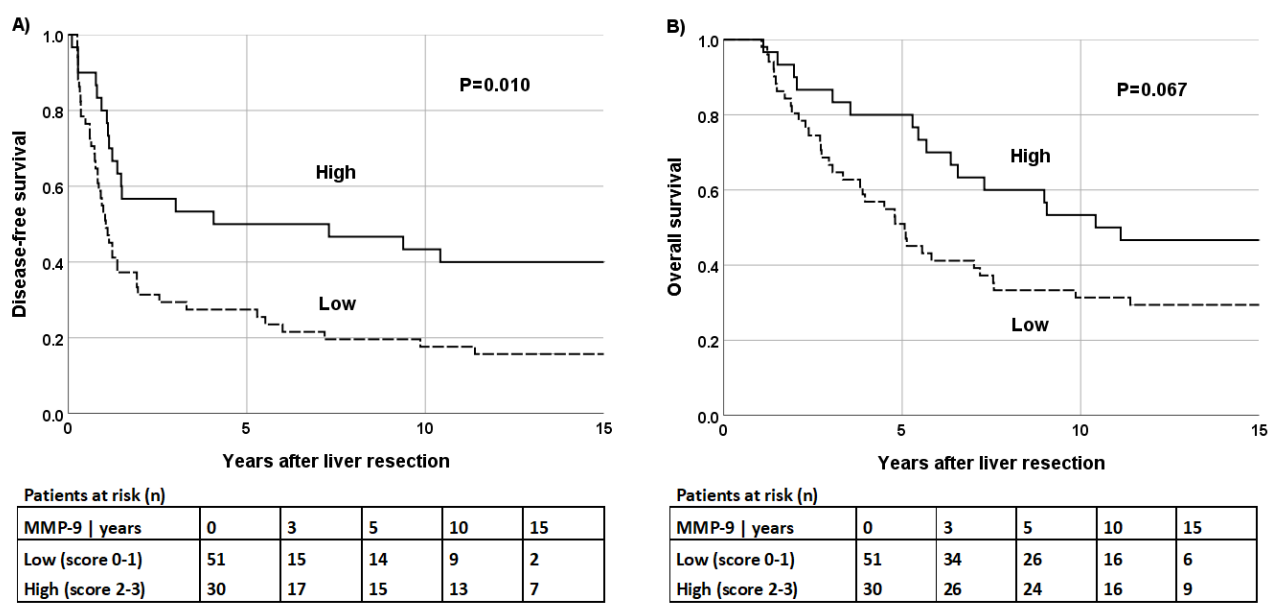 A)
1.0
0.8
0.6
0.4
0.2
0.0
Disease-free survival
P=0.010
High
Low
0 5 10 15
Years after liver resection
Patients at risk (n)
MMP-9 | years 0 3 5 10 15
Low (score 0-1) 51 15 14 9 2
High (score 2-3) 30 17 15 13 7
B)
1.0
0.8
0.6
0.4
0.2
0.0
Overall survival
P=0.067
High
Low
0 5 10 15
Years after liver resection
Patients at risk (n)
MMP-9 | years 0 3 5 10 15
Low (score 0-1) 51 34 26 16 6
High (score 2-3) 30 26 24 16 9